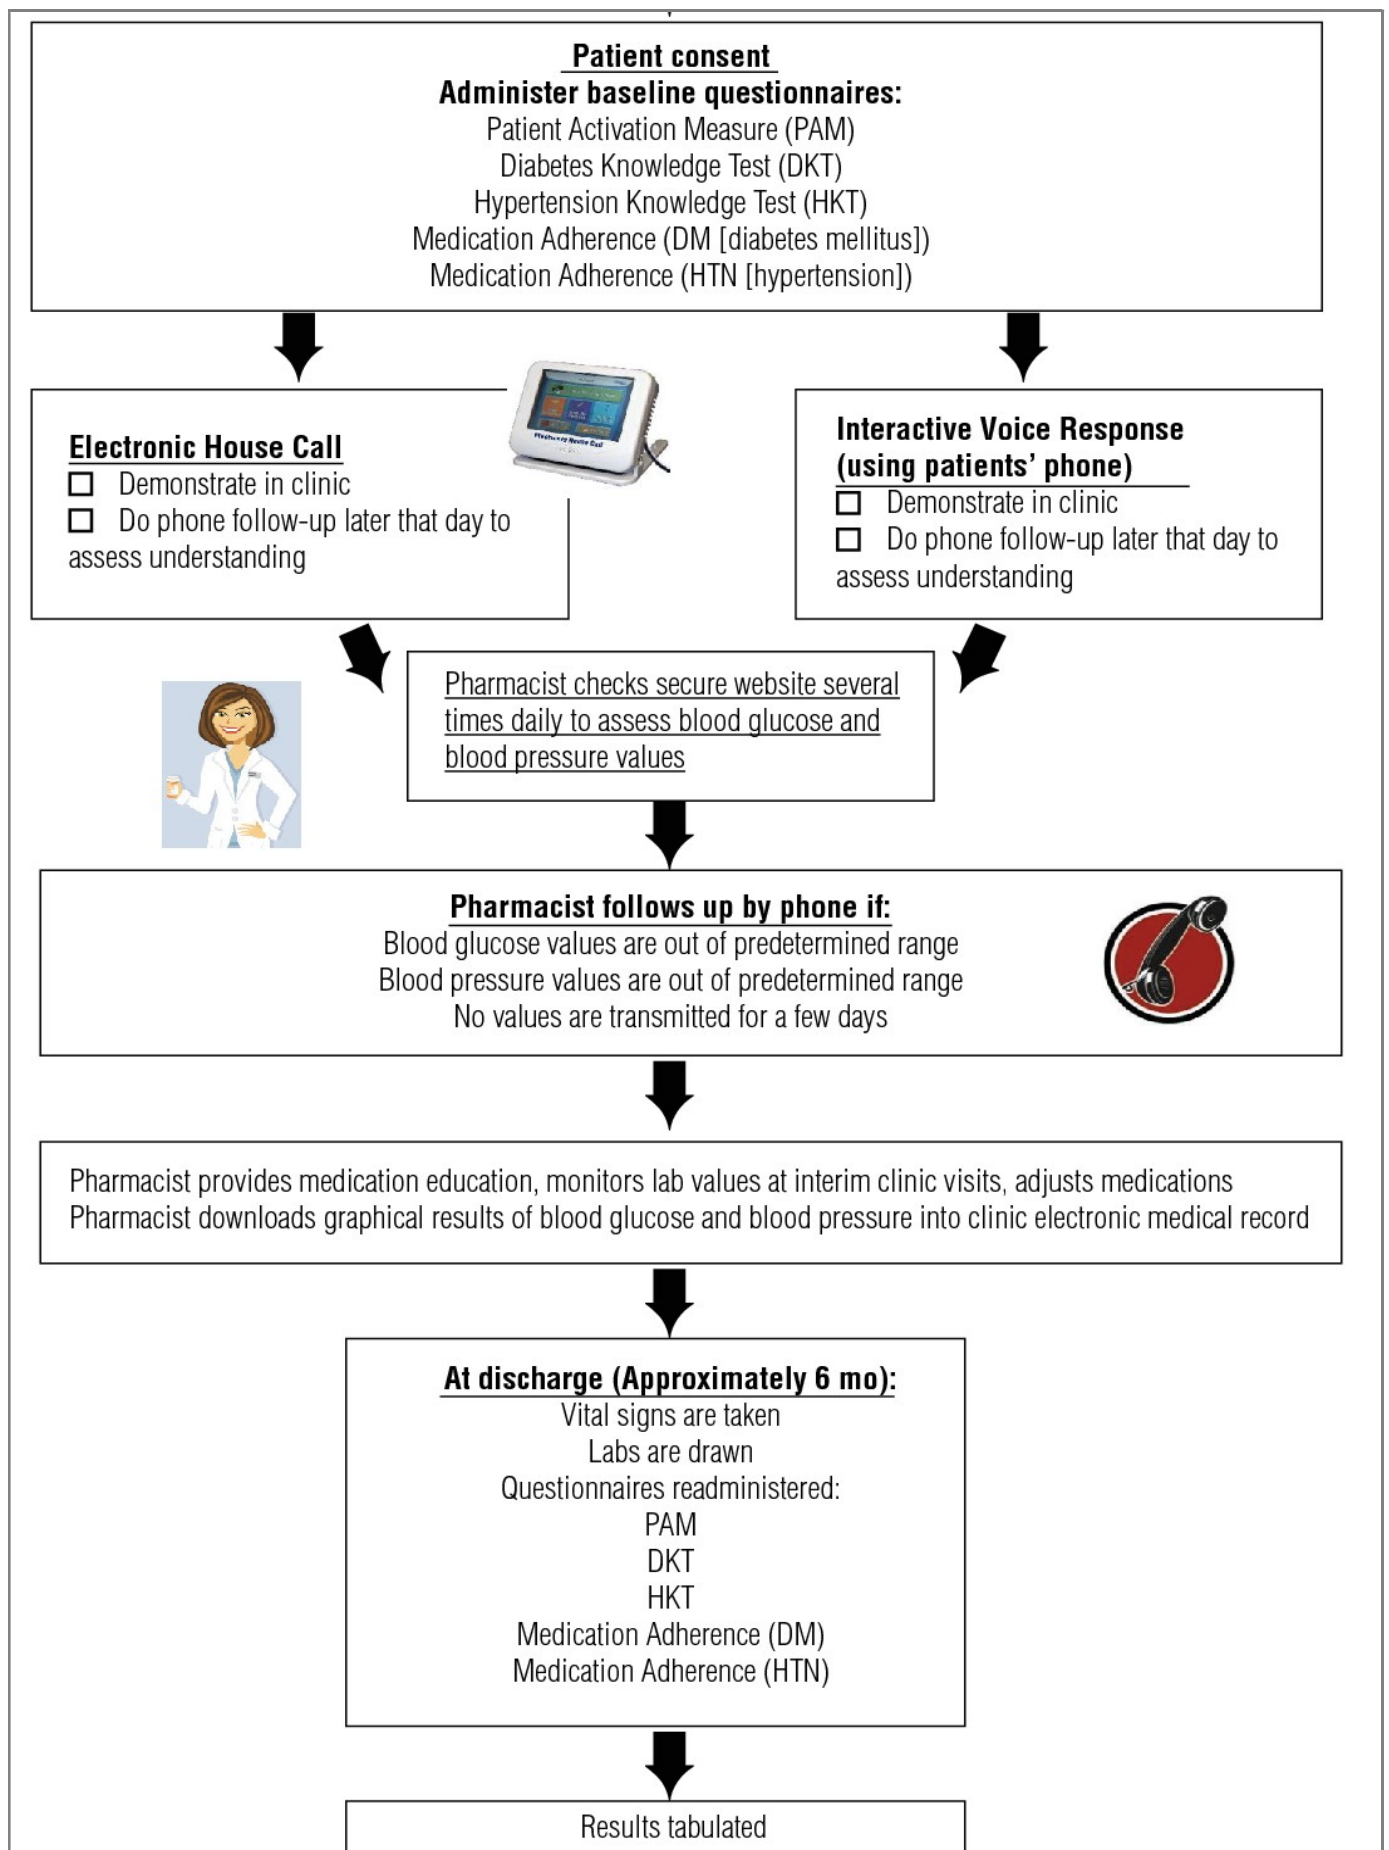 Patient consent
Administer baseline questionnaires:
Patient Activation Measure (PAM)
Diabetes Knowledge Test (DKT)
Hypertension Knowledge Test (HKT)
Medication Adherence (DM [diabetes mellitus])
Medication Adherence (HTN [hypertension])
Electronic House Call
Demonstrate in clinic
Do phone follow-up later that day to
assess understanding
Interactive Voice Response
(using patients' phone)
Demonstrate in clinic
Do phone follow-up later that day to
assess understanding
Pharmacist checks secure website several
times daily to assess blood glucose and
blood pressure values
Pharmacist follows up by phone if:
Blood glucose values are out of predetermined range
Blood pressure values are out of predetermined range
No values are transmitted for a few days
Pharmacist provides medication education, monitors lab values at interim clinic visits, adjusts medications
Pharmacist downloads graphical results of blood glucose and blood pressure into clinic electronic medical record
At discharge (Approximately 6 mo):
Vital signs are taken
Labs are drawn
Questionnaires readministered:
PAM
DKT
HKT
Medication Adherence (DM)
Medication Adherence (HTN)
Results tabulated